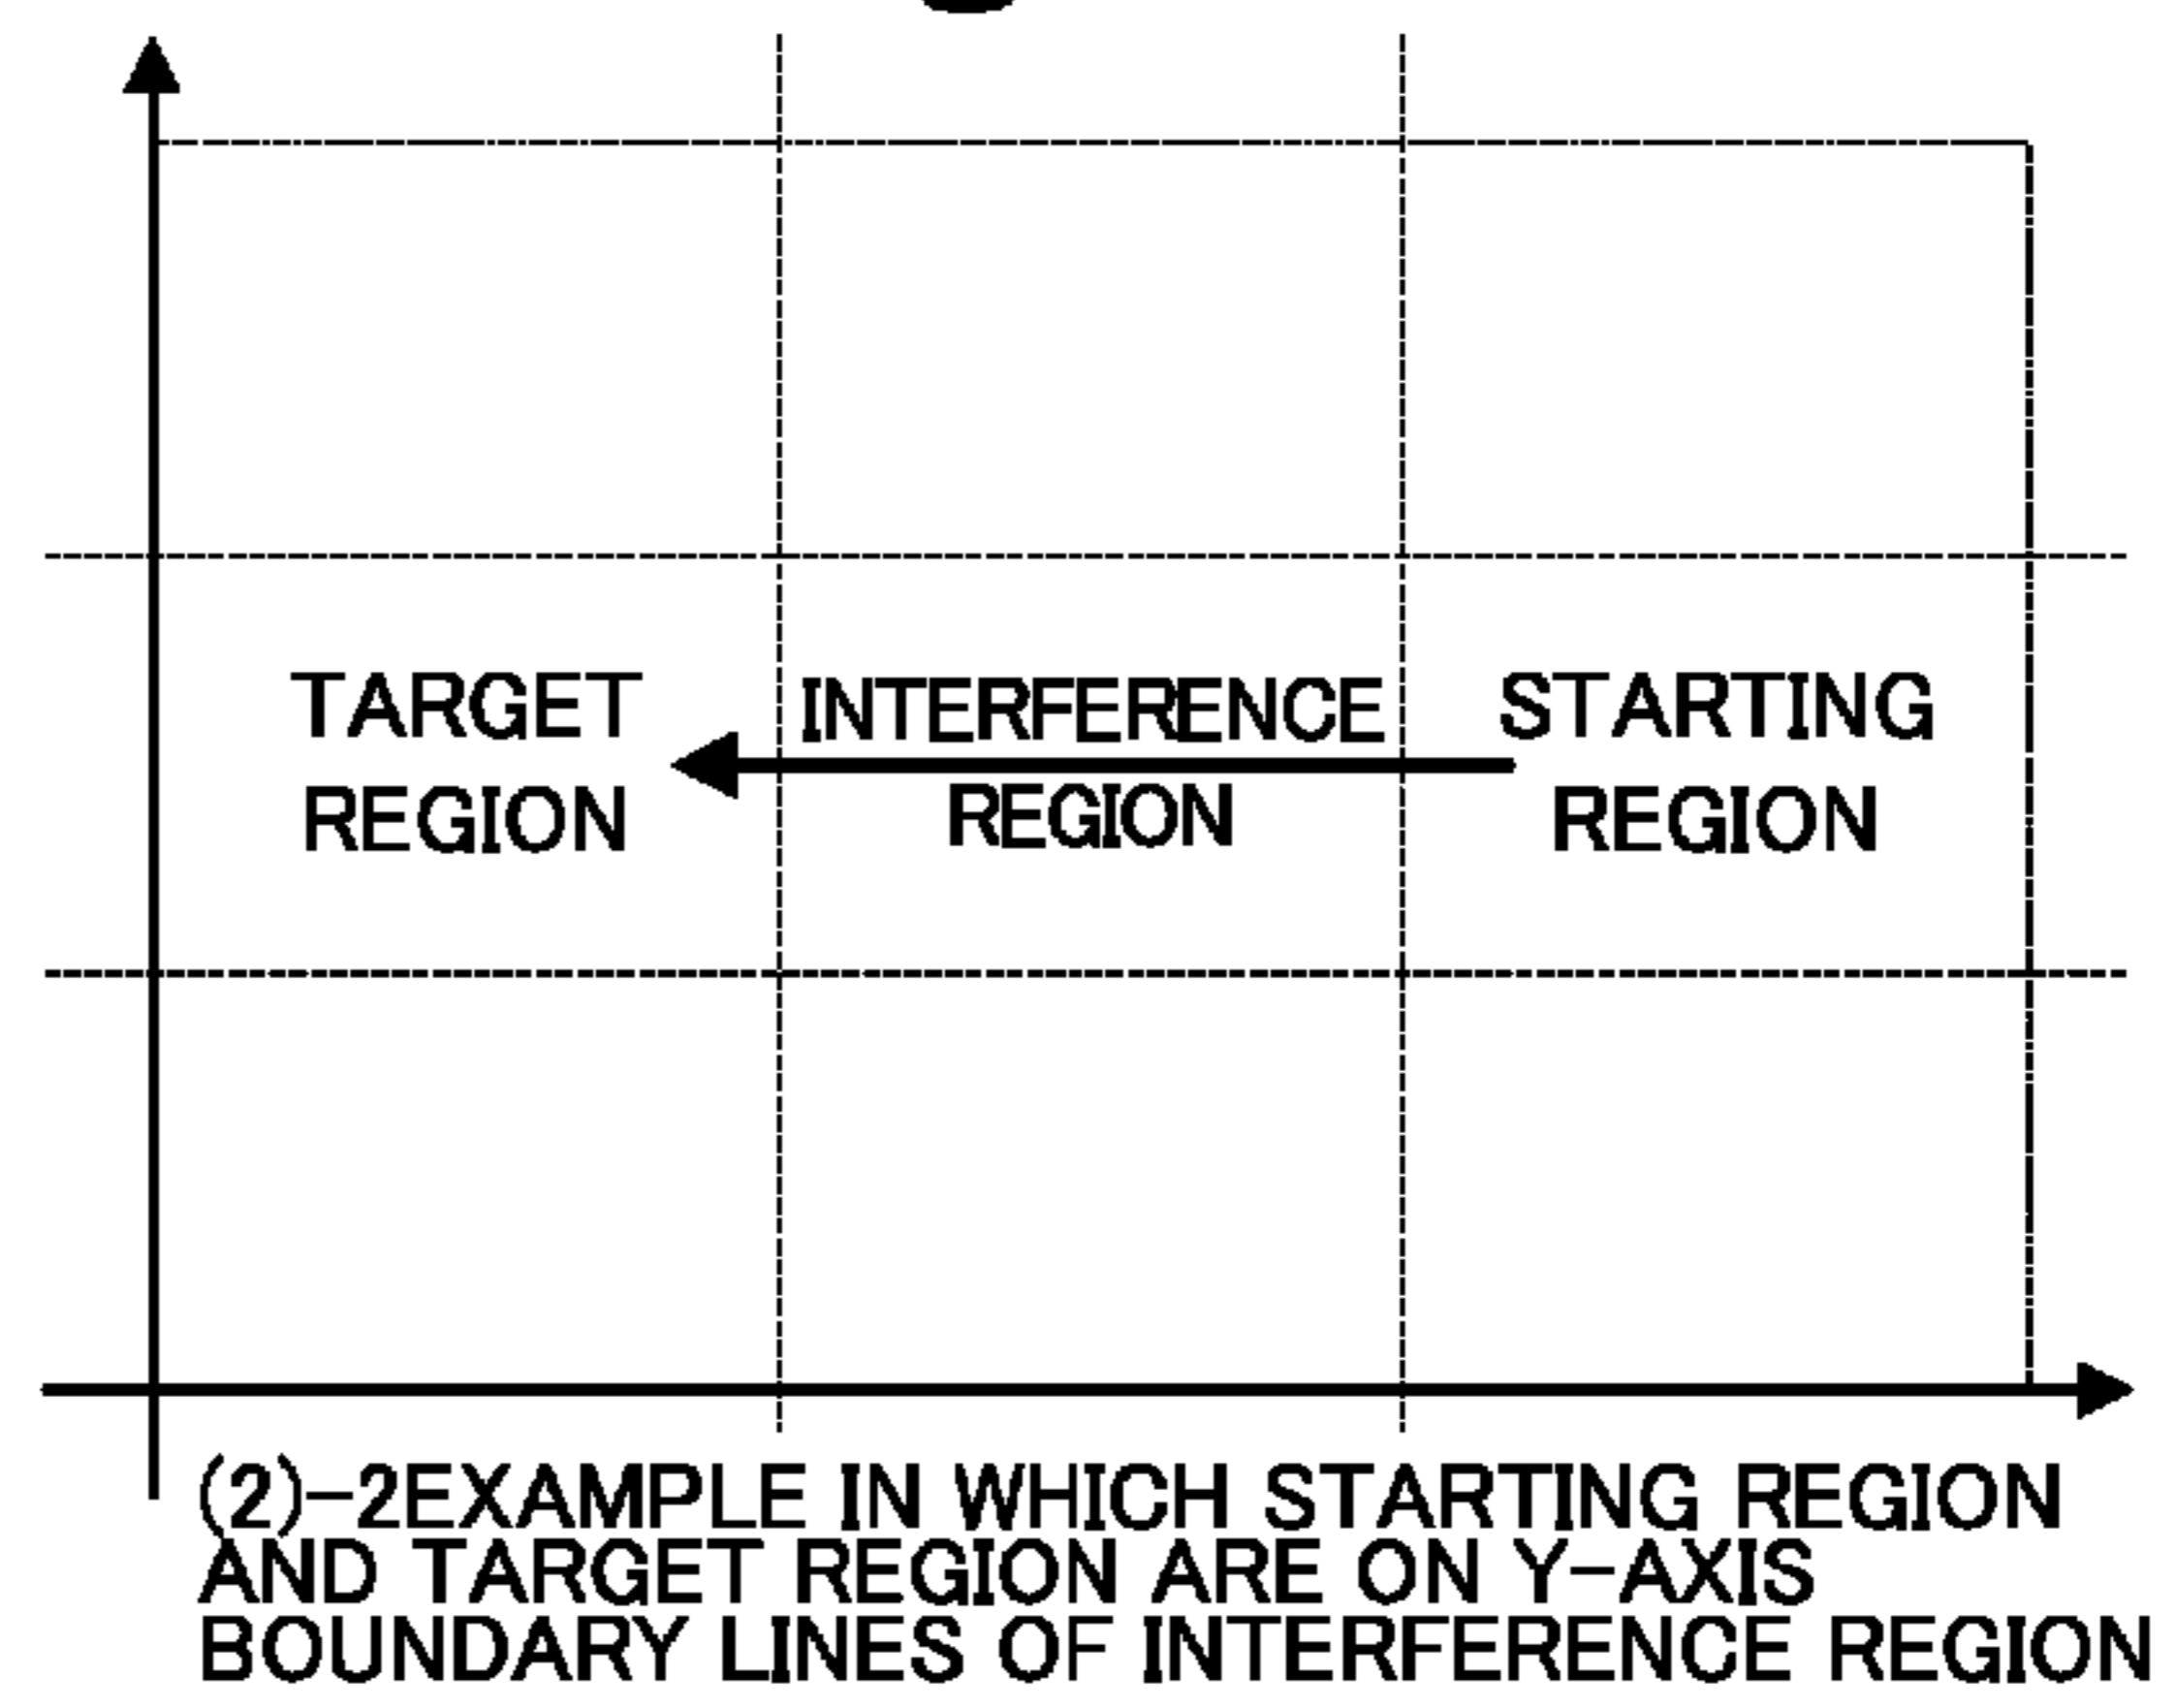 TARGET
REGION
INTERFERENCE
REGION
STARTING
REGION
(2)-2EXAMPLE IN WHICH STARTING REGION
AND TARGET REGION ARE ON Y-AXIS
BOUNDARY LINES OF INTERFERENCE REGION